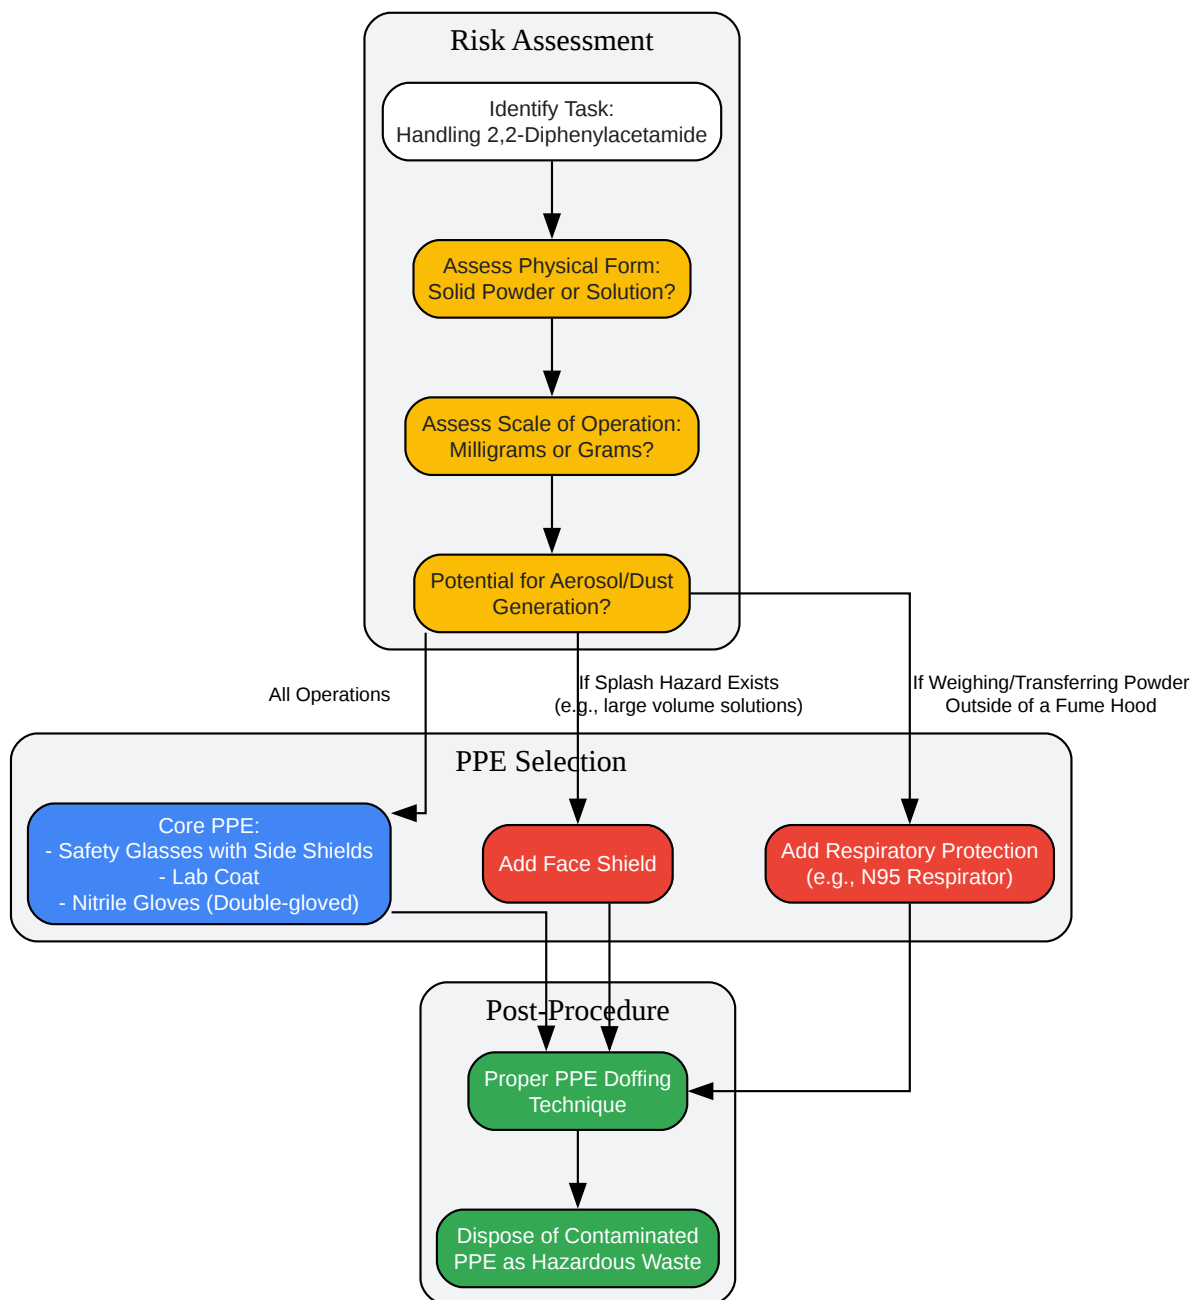 Risk Assessment
Identify Task:
Handling 2,2-Diphenylacetamide
Assess Physical Form:
Solid Powder or Solution?
Assess Scale of Operation:
Milligrams or Grams?
Potential for Aerosol/Dust
Generation?
All Operations
If Splash Hazard Exists
(e.g., large volume solutions)
If Weighing/Transferring Powder
Outside of a Fume Hood
PPE Selection
Core PPE:
- Safety Glasses with Side Shields
- Lab Coat
- Nitrile Gloves (Double-gloved)
Add Face Shield
Add Respiratory Protection
(e.g., N95 Respirator)
Post-Procedure
Proper PPE Doffing
Technique
Dispose of Contaminated
PPE as Hazardous Waste